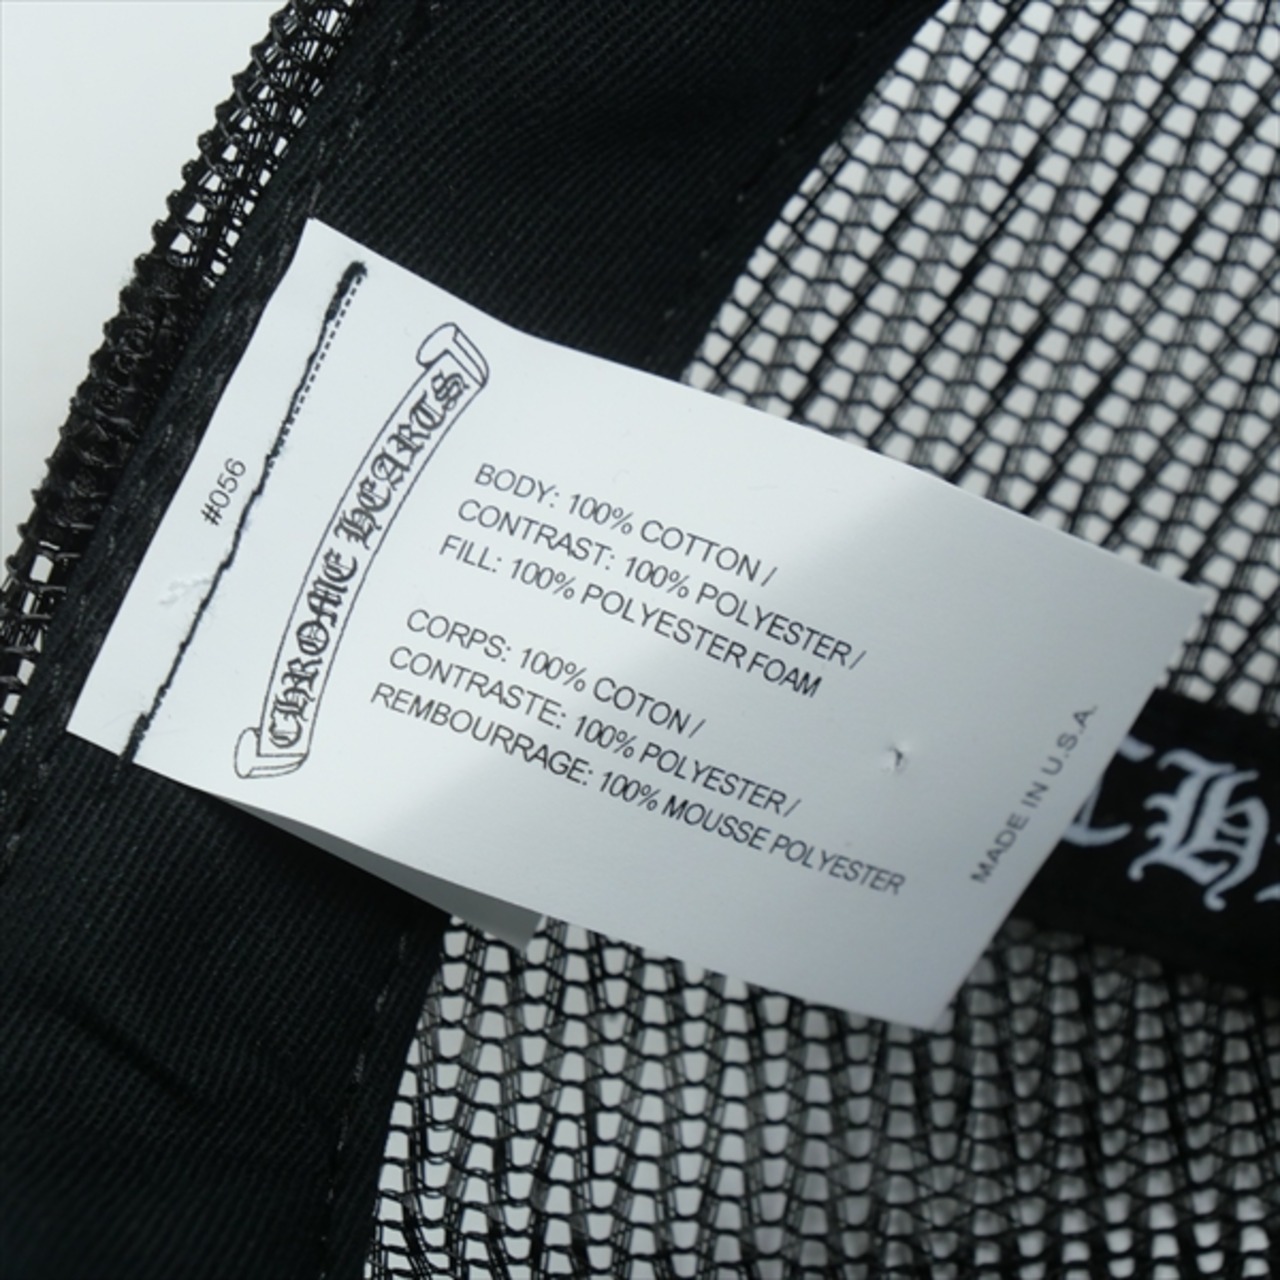 #056
CHROME HEARTS
BODY: 100% COTTON /
CONTRAST: 100% POLYESTER /
FILL: 100% POLYESTER FOAM
CORPS: 100% COTON /
CONTRASTE: 100% POLYESTER /
REMBOURRAGE: 100% MOUSSE POLYESTER
MADE IN U.S.A.